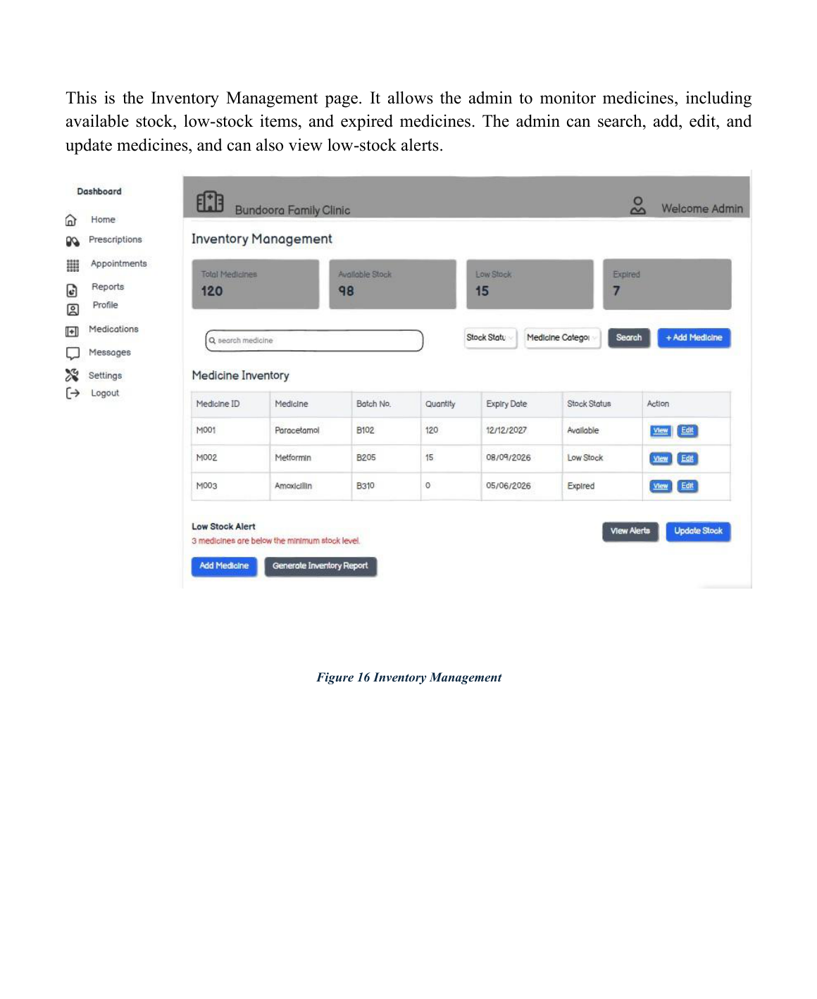 This is the Inventory Management page. It allows the admin to monitor medicines, including
available stock, low-stock items, and expired medicines. The admin can search, add, edit, and
update medicines, and can also view low-stock alerts.
Dashboard
Home
Prescriptions
Appointments
Reports
Profile
Medications
Messages
Settings
Logout
Bundoora Family Clinic
Welcome Admin
Inventory Management
Total Medicines
120
Available Stock
98
Low Stock
15
Expired
7
search medicine
Stock Statu
Medicine Categor
Search
+ Add Medicine
Medicine Inventory
Medicine ID Medicine Batch No. Quantity Expiry Date Stock Status Action
M001 Paracetamol B102 120 12/12/2027 Available View Edit
M002 Metformin B205 15 08/09/2026 Low Stock View Edit
M003 Amoxicillin B310 0 05/06/2026 Expired View Edit
Low Stock Alert
3 medicines are below the minimum stock level.
View Alerts
Update Stock
Add Medicine
Generate Inventory Report
Figure 16 Inventory Management